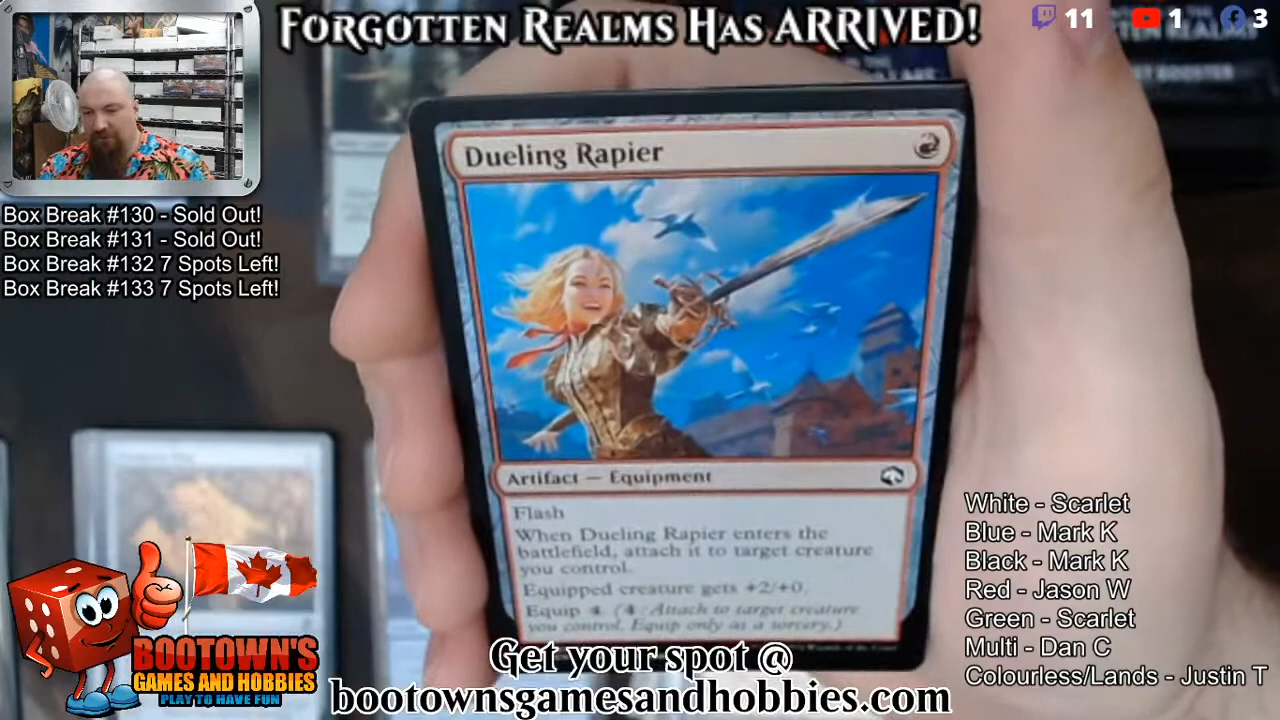 FORGOTTEN REALMS HAS ARRIVED!
11 1 3
Box Break #130 - Sold Out!
Box Break #131 - Sold Out!
Box Break #132 7 Spots Left!
Box Break #133 7 Spots Left!
Dueling Rapier
Artifact — Equipment
Flash
When Dueling Rapier enters the
battlefield, attach it to target creature
you control.
Equipped creature gets +2/+0.
Equip 4 (4: Attach to target creature
you control. Equip only as a sorcery.)
White - Scarlet
Blue - Mark K
Black - Mark K
Red - Jason W
Green - Scarlet
Multi - Dan C
Colourless/Lands - Justin T
BOOTOWN'S
GAMES AND HOBBIES
PLAY TO HAVE FUN
Get your spot @
bootownsgamesandhobbies.com